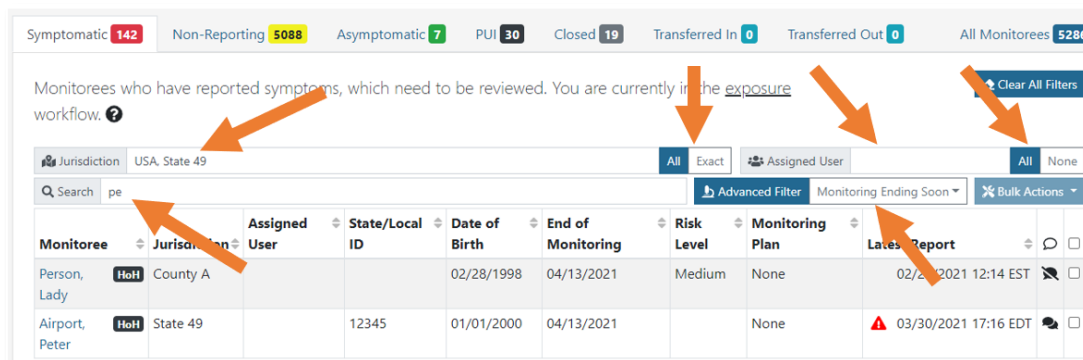 Symptomatic 142 Non-Reporting 5088 Asymptomatic 7 PUI 30 Closed 19 Transferred In 0 Transferred Out 0 All Monitorees 5286
Monitorees who have reported symptoms, which need to be reviewed. You are currently in the exposure
workflow.
Clear All Filters
Jurisdiction USA, State 49 All Exact Assigned User All None
Search pe Advanced Filter Monitoring Ending Soon Bulk Actions
Monitoree Jurisdiction Assigned User State/Local ID Date of Birth End of Monitoring Risk Level Monitoring Plan Latest Report
Person, Lady HoH County A 02/28/1998 04/13/2021 Medium None 2021 12:14 EST
Airport, Peter HoH State 49 12345 01/01/2000 04/13/2021 None 03/30/2021 17:16 EDT